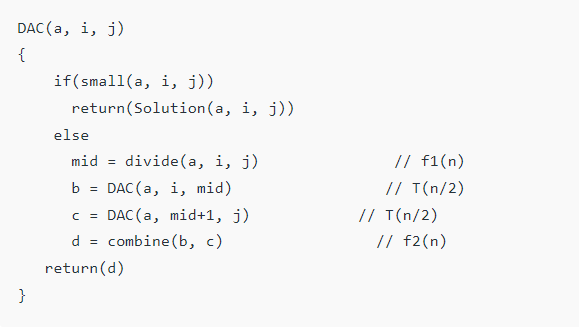 DAC(a, i, j)
{
    if(small(a, i, j))
      return(Solution(a, i, j))
    else
      mid = divide(a, i, j)               // f1(n)
      b = DAC(a, i, mid)                 // T(n/2)
      c = DAC(a, mid+1, j)            // T(n/2)
      d = combine(b, c)                 // f2(n)
   return(d)
}